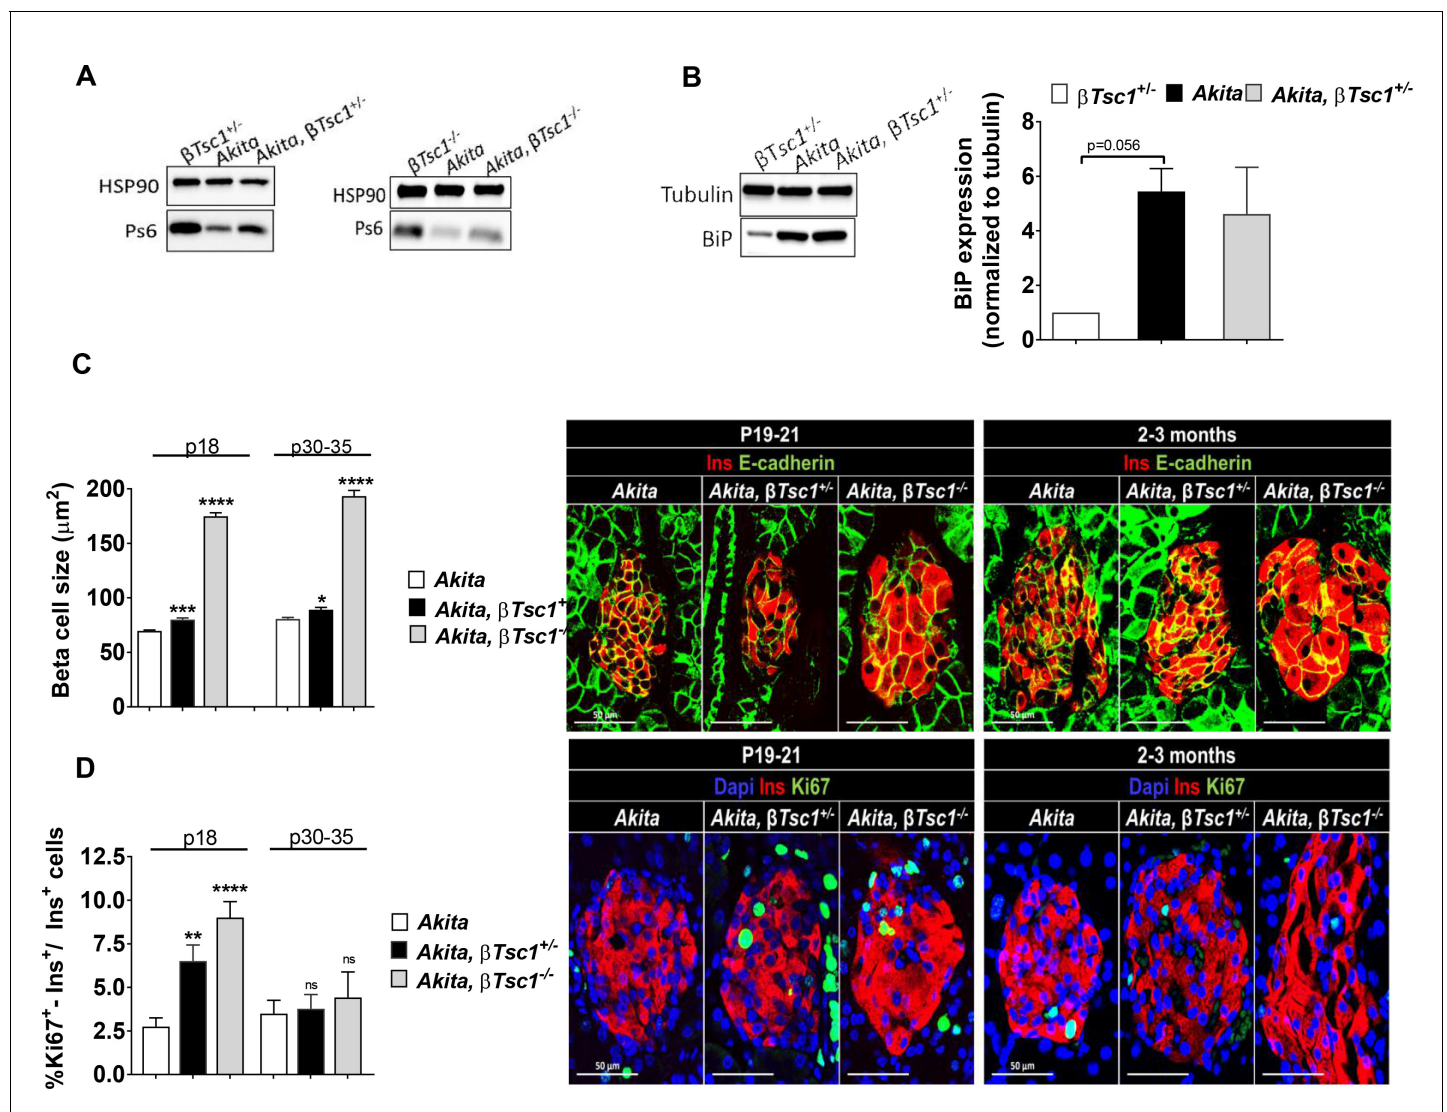 A
βTsc1+/-
Akita
Akita, βTsc1+/-
HSP90
Ps6
βTsc1-/-
Akita
Akita, βTsc1-/-
HSP90
Ps6
B
βTsc1+/-
Akita
Akita, βTsc1+/-
Tubulin
BiP
βTsc1+/- Akita Akita, βTsc1+/-
BiP expression
(normalized to tubulin)
8
6
4
2
0
p=0.056
C
p18 p30-35
Beta cell size (μm2)
200
150
100
50
0
*** **** * ****
Akita
Akita, βTsc1+
Akita, βTsc1-/
P19-21
Ins E-cadherin
Akita Akita, βTsc1+/- Akita, βTsc1-/-
50 μm
2-3 months
Ins E-cadherin
Akita Akita, βTsc1+/- Akita, βTsc1-/-
50 μm
D
p18 p30-35
%Ki67+- Ins+/ Ins+ cells
12.5
10.0
7.5
5.0
2.5
0.0
** **** ns ns
Akita
Akita, βTsc1+/-
Akita, βTsc1-/-
P19-21
Dapi Ins Ki67
Akita Akita, βTsc1+/- Akita, βTsc1-/-
50 μm
2-3 months
Dapi Ins Ki67
Akita Akita, βTsc1+/- Akita, βTsc1-/-
50 μm